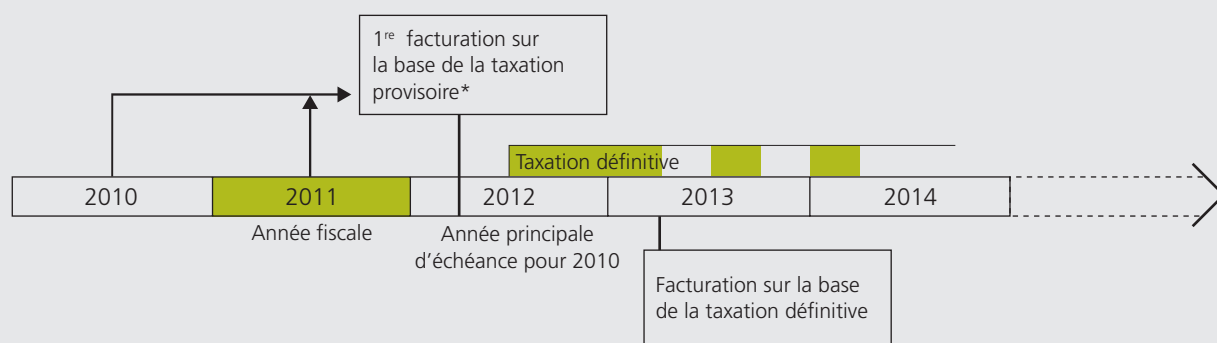 1re facturation sur
la base de la taxation
provisoire*
Taxation définitive
2010
2011
2012
2013
2014
Année fiscale
Année principale
d'échéance pour 2010
Facturation sur la base
de la taxation définitive